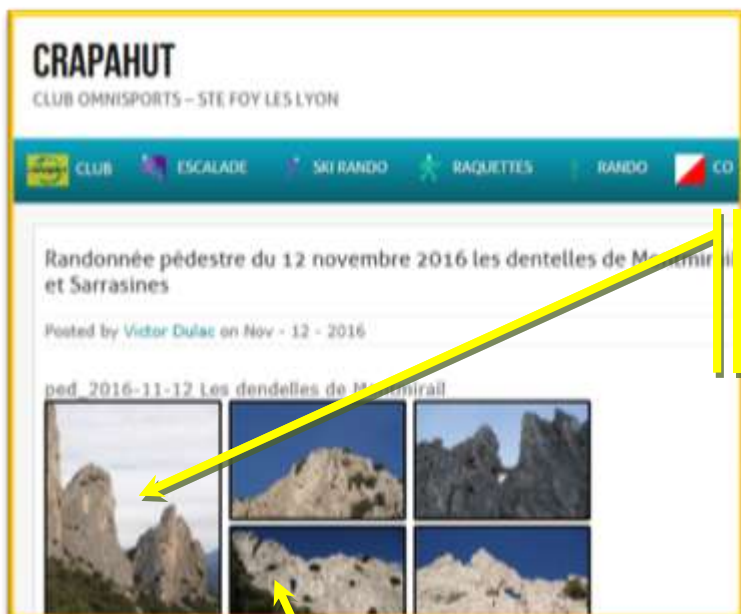 CRAPAHUT
CLUB OMNISPORTS – STE FOY LES LYON
CLUB ESCALADE SKI RANDO RAQUETTES RANDO CO
Randonnée pédestre du 12 novembre 2016 les dentelles de Montmirail
et Sarrasines
Posted by Victor Dulac on Nov - 12 - 2016
ped_2016-11-12 Les dendelles de Montmirail